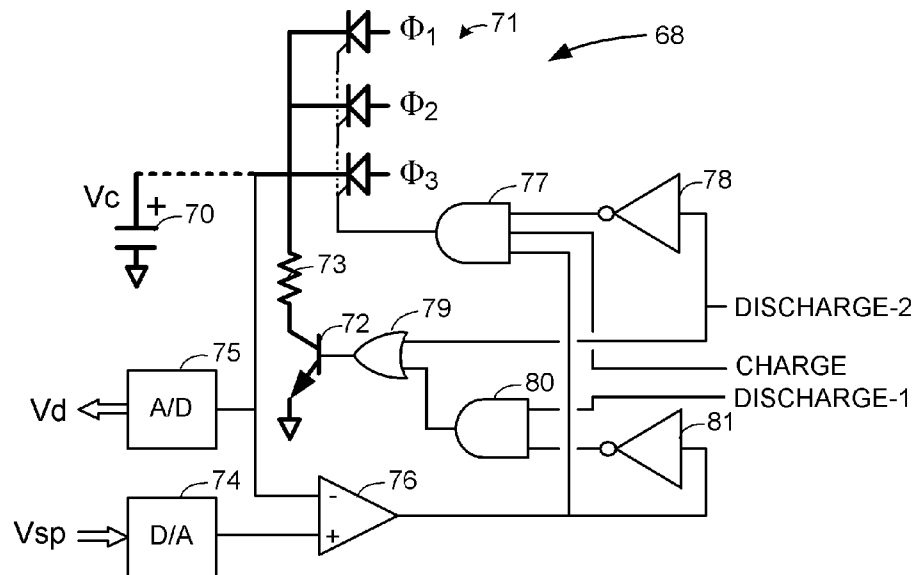 Φ1 71
68
Φ2
Φ3
77
78
Vc + 70
73
DISCHARGE-2
72 79
75
80
CHARGE
A/D
Vd
DISCHARGE-1
81
74
76
-
Vsp D/A
+